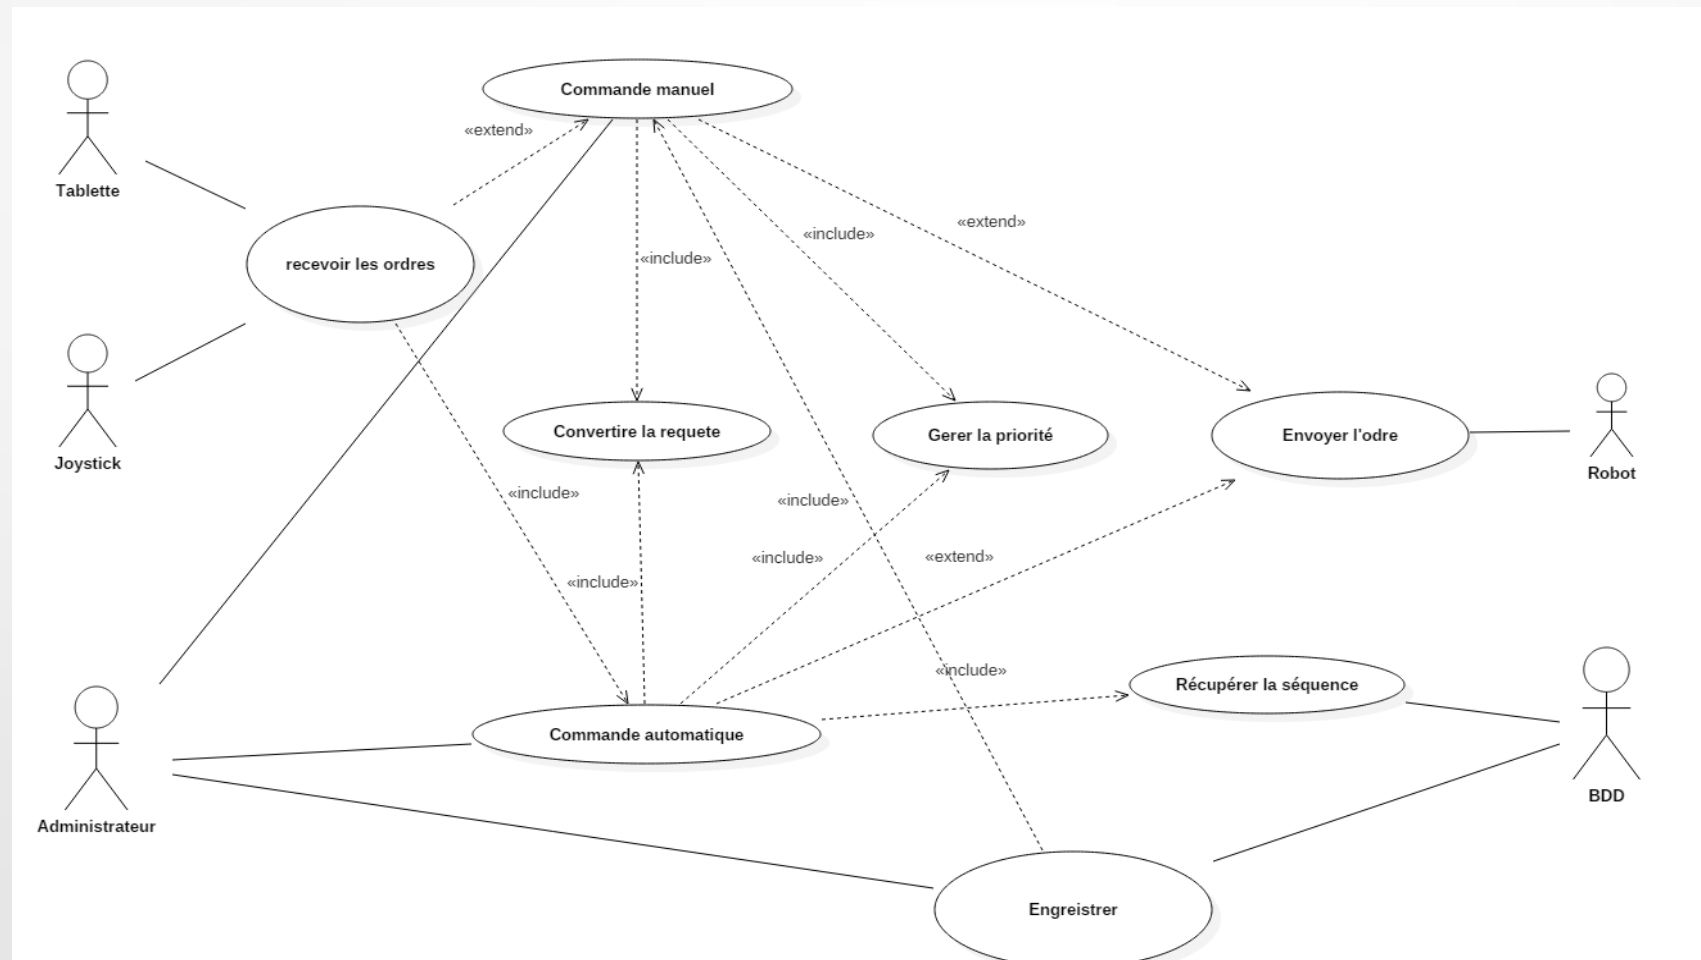 Commande manuel
«extend»
Tablette
«extend»
«include»
«include»
recevoir les ordres
Convertire la requete
Gerer la priorité
Envoyer l'odre
Joystick
Robot
«include»
«include»
«include»
«extend»
«include»
«include»
Récupérer la séquence
Commande automatique
BDD
Administrateur
Engreistrer